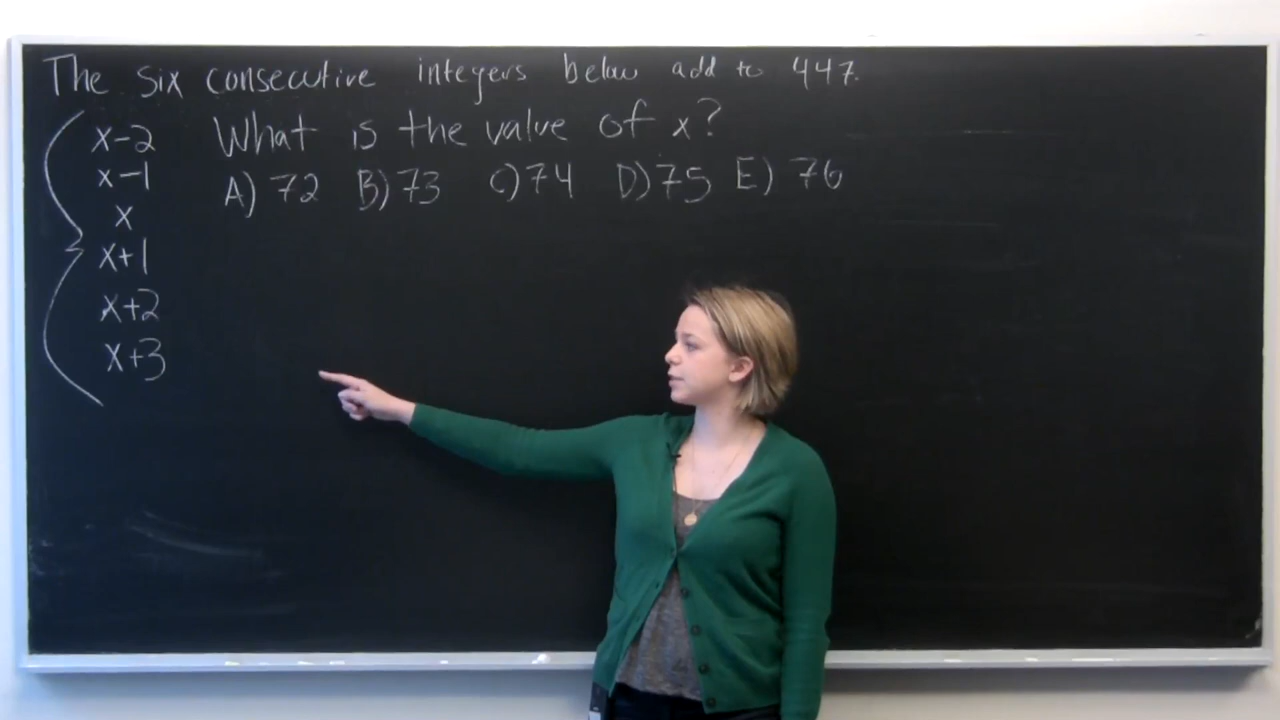 The six consecutive integers below add to 447.
What is the value of x?
A) 72 B) 73 C) 74 D) 75 E) 76
x-2
x-1
x
x+1
x+2
x+3